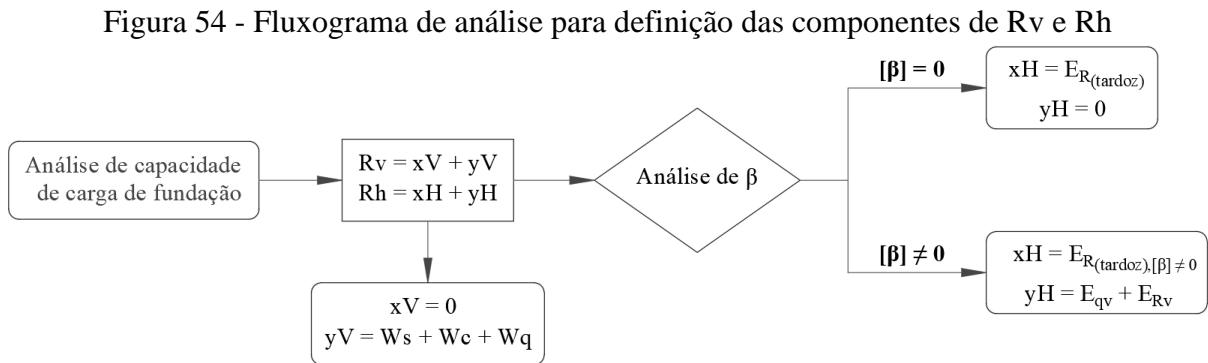 Figura 54 - Fluxograma de análise para definição das componentes de Rv e Rh
Análise de capacidade
de carga de fundação
Rv = xV + yV
Rh = xH + yH
xV = 0
yV = Ws + Wc + Wq
Análise de β
[β] = 0
xH = E_R(tardoz)
yH = 0
[β] ≠ 0
xH = E_R(tardoz),[β] ≠ 0
yH = E_qv + E_Rv